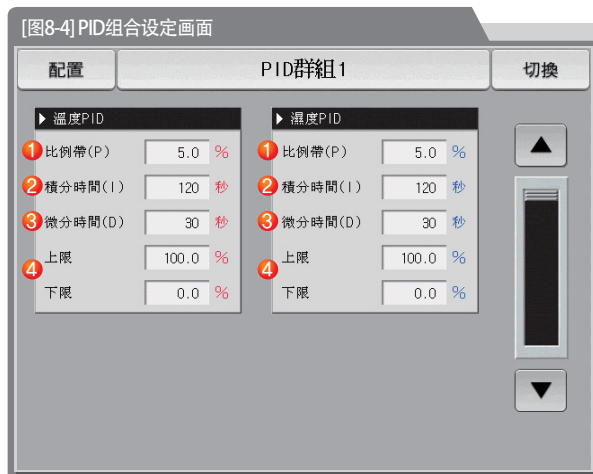 [图8-4] PID组合设定画面
配置
PID群組1
切換
▶ 溫度PID
1 比例帶(P) 5.0 %
2 積分時間(I) 120 秒
3 微分時間(D) 30 秒
4
上限 100.0 %
下限 0.0 %
▶ 濕度PID
1 比例帶(P) 5.0 %
2 積分時間(I) 120 秒
3 微分時間(D) 30 秒
4
上限 100.0 %
下限 0.0 %